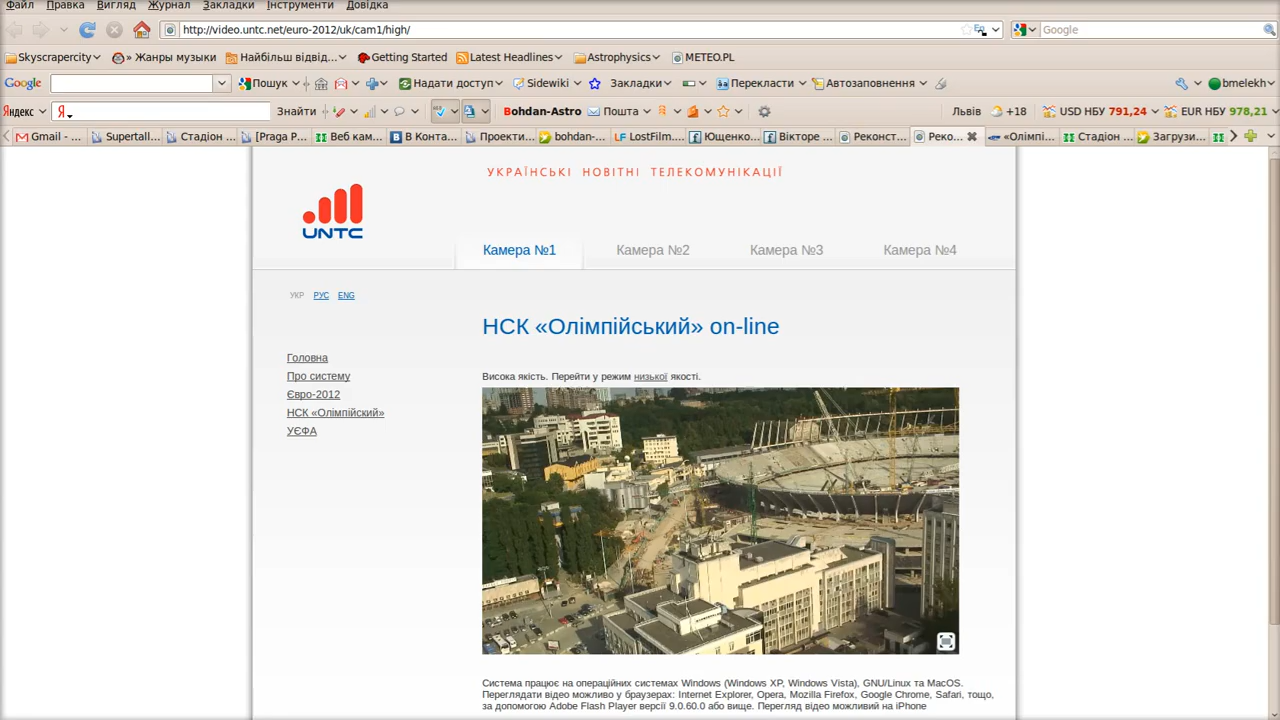 Файл Правка Вигляд Журнал Закладки Інструменти Довідка
http://video.untc.net/euro-2012/uk/cam1/high/ Google
Skyscrapercity Жанры музыки Найбільш відвід... Getting Started Latest Headlines Astrophysics METEO.PL
Google Пошук Надати доступ Sidewiki Закладки Перекласти Автозаповнення bmelekh
Яндекс Я Знайти Bohdan-Astro Пошта Львів +18 USD НБУ 791,24 EUR НБУ 978,21
Gmail - ... Supertall... Стадіон ... [Praga P... Веб кам... В Конта... Проекти... bohdan-... LostFilm... Ющенко... Вікторе ... Реконст... Реко... «Олімпі... Стадіон ... Загрузи...
УКРАЇНСЬКІ НОВІТНІ ТЕЛЕКОМУНІКАЦІЇ
UNTC
Камера №1 Камера №2 Камера №3 Камера №4
УКР РУС ENG
НСК «Олімпійський» on-line
Головна
Про систему
Євро-2012
НСК «Олімпійский»
УЄФА
Висока якість. Перейти у режим низької якості.
Система працює на операційних системах Windows (Windows XP, Windows Vista), GNU/Linux та MacOS.
Переглядати відео можливо у браузерах: Internet Explorer, Opera, Mozilla Firefox, Google Chrome, Safari, тощо,
за допомогою Adobe Flash Player версії 9.0.60.0 або вище. Перегляд відео можливий на iPhone